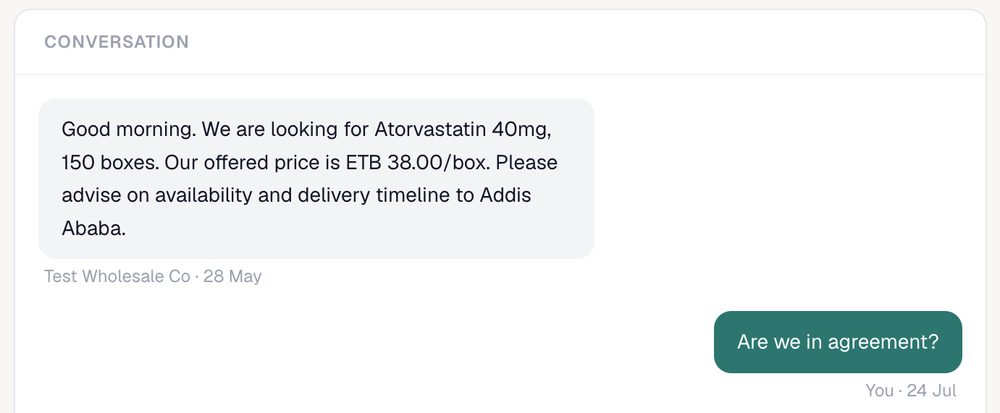 CONVERSATION
Good morning. We are looking for Atorvastatin 40mg,
150 boxes. Our offered price is ETB 38.00/box. Please
advise on availability and delivery timeline to Addis
Ababa.
Test Wholesale Co · 28 May
Are we in agreement?
You · 24 Jul